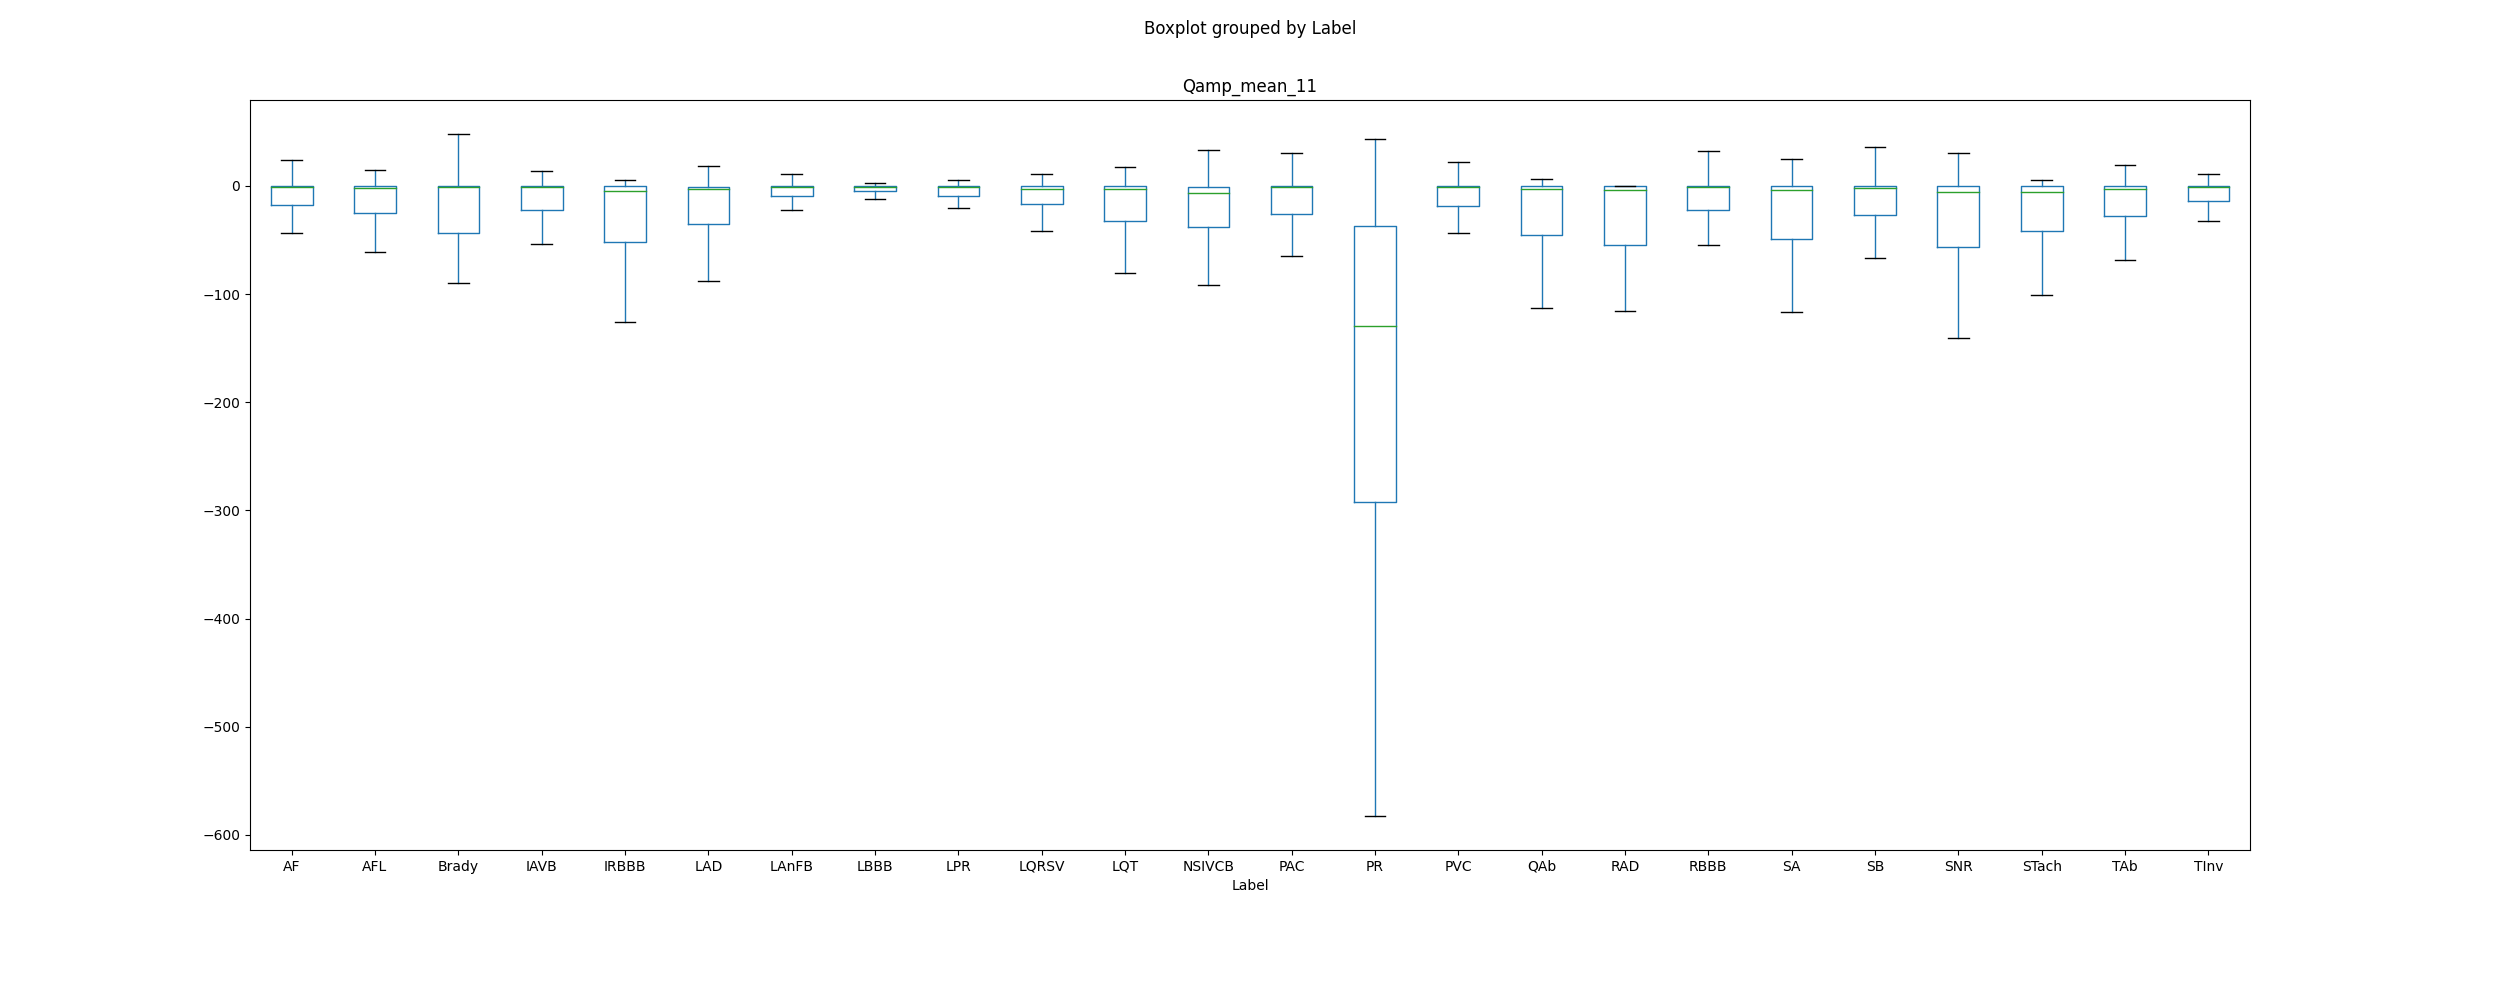 Boxplot grouped by Label
Qamp_mean_11
0
−100
−200
−300
−400
−500
−600
AF AFL Brady IAVB IRBBB LAD LAnFB LBBB LPR LQRSV LQT NSIVCB PAC PR PVC QAb RAD RBBB SA SB SNR STach TAb TInv
Label